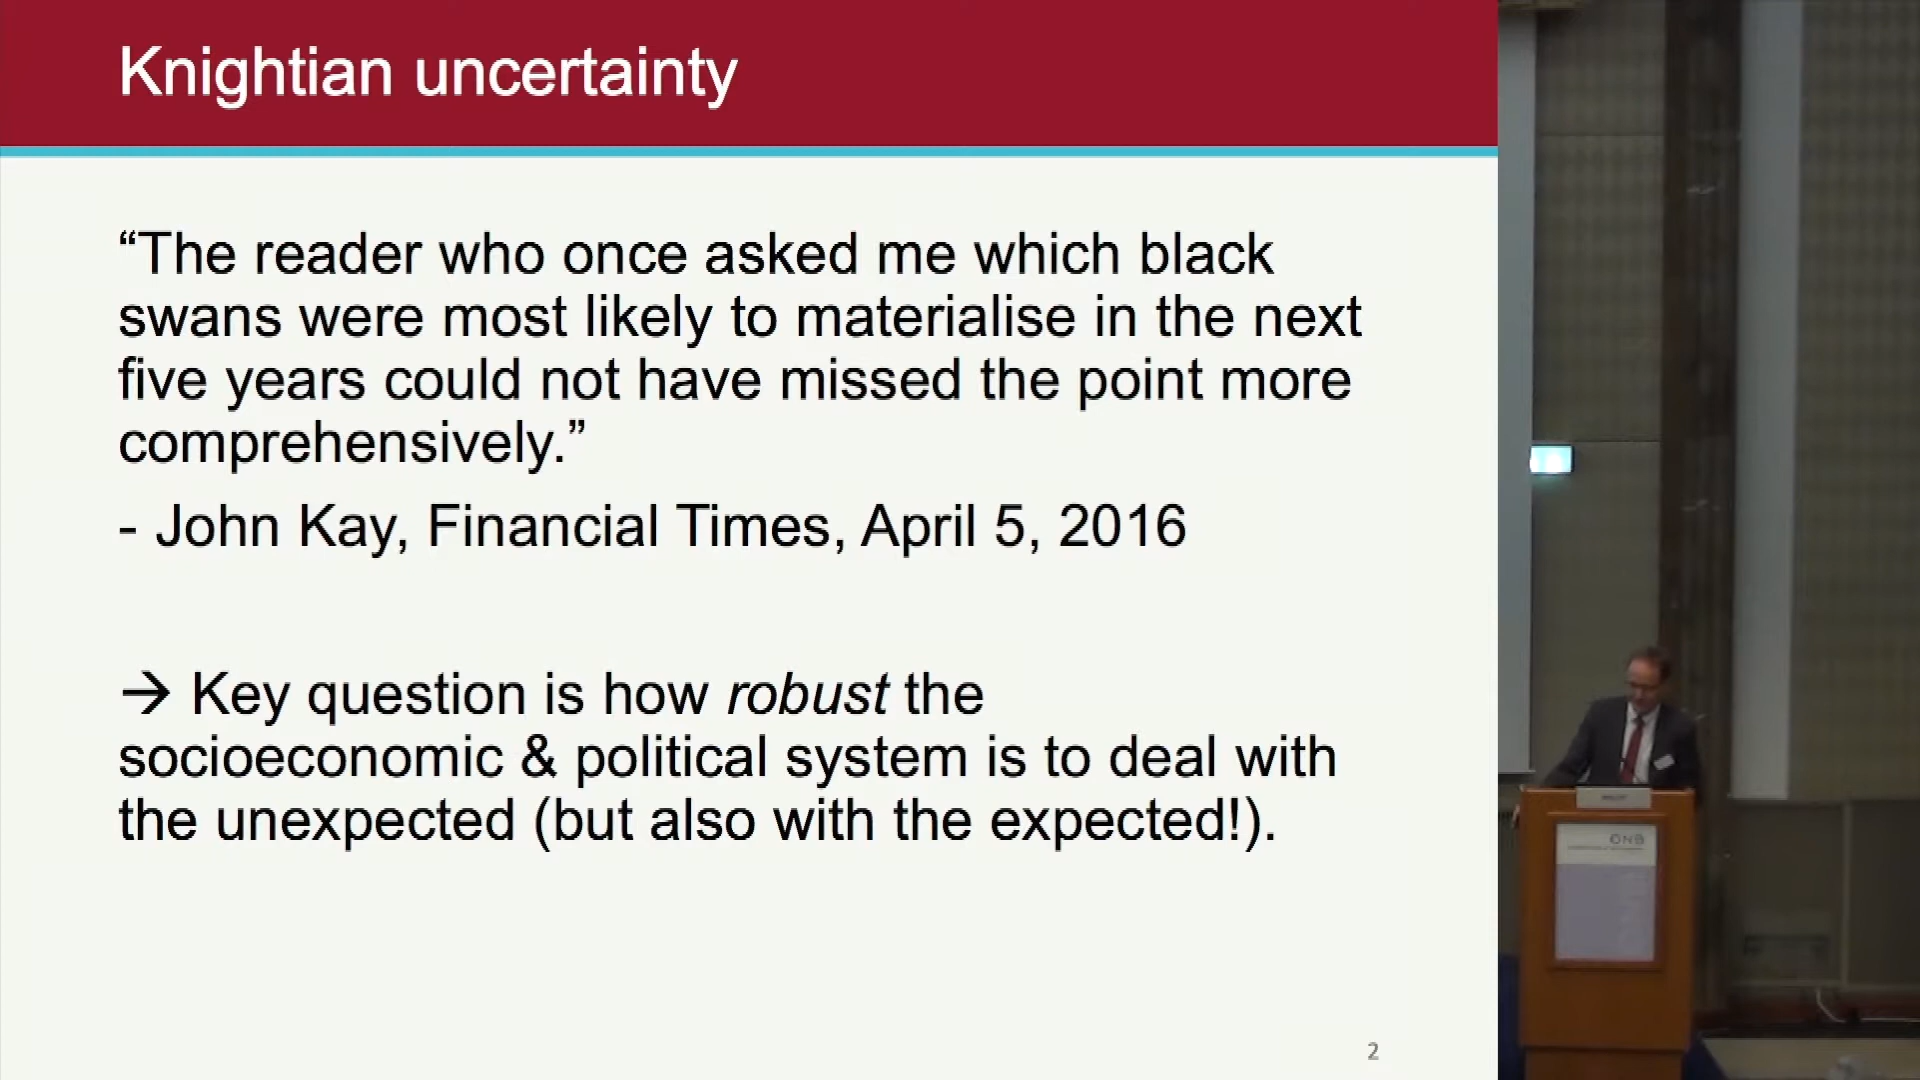 Knightian uncertainty
“The reader who once asked me which black
swans were most likely to materialise in the next
five years could not have missed the point more
comprehensively.”
- John Kay, Financial Times, April 5, 2016
→ Key question is how robust the
socioeconomic & political system is to deal with
the unexpected (but also with the expected!).
2